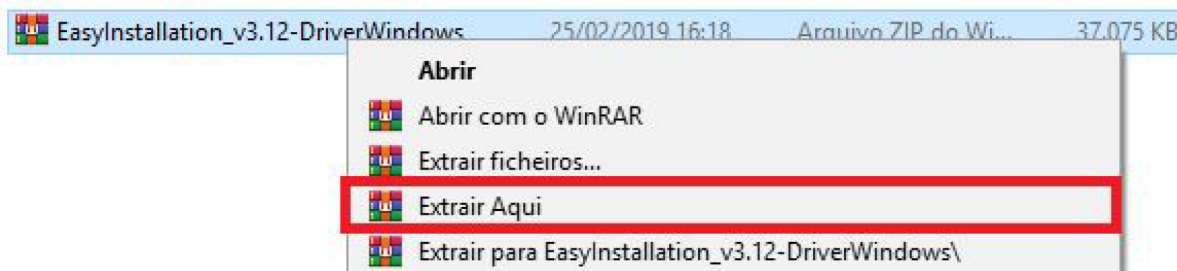 EasyInstallation_v3.12-DriverWindows 25/02/2019 16:18 Arquivo ZIP do Wi... 37.075 KB
Abrir
Abrir com o WinRAR
Extrair ficheiros...
Extrair Aqui
Extrair para EasyInstallation_v3.12-DriverWindows\